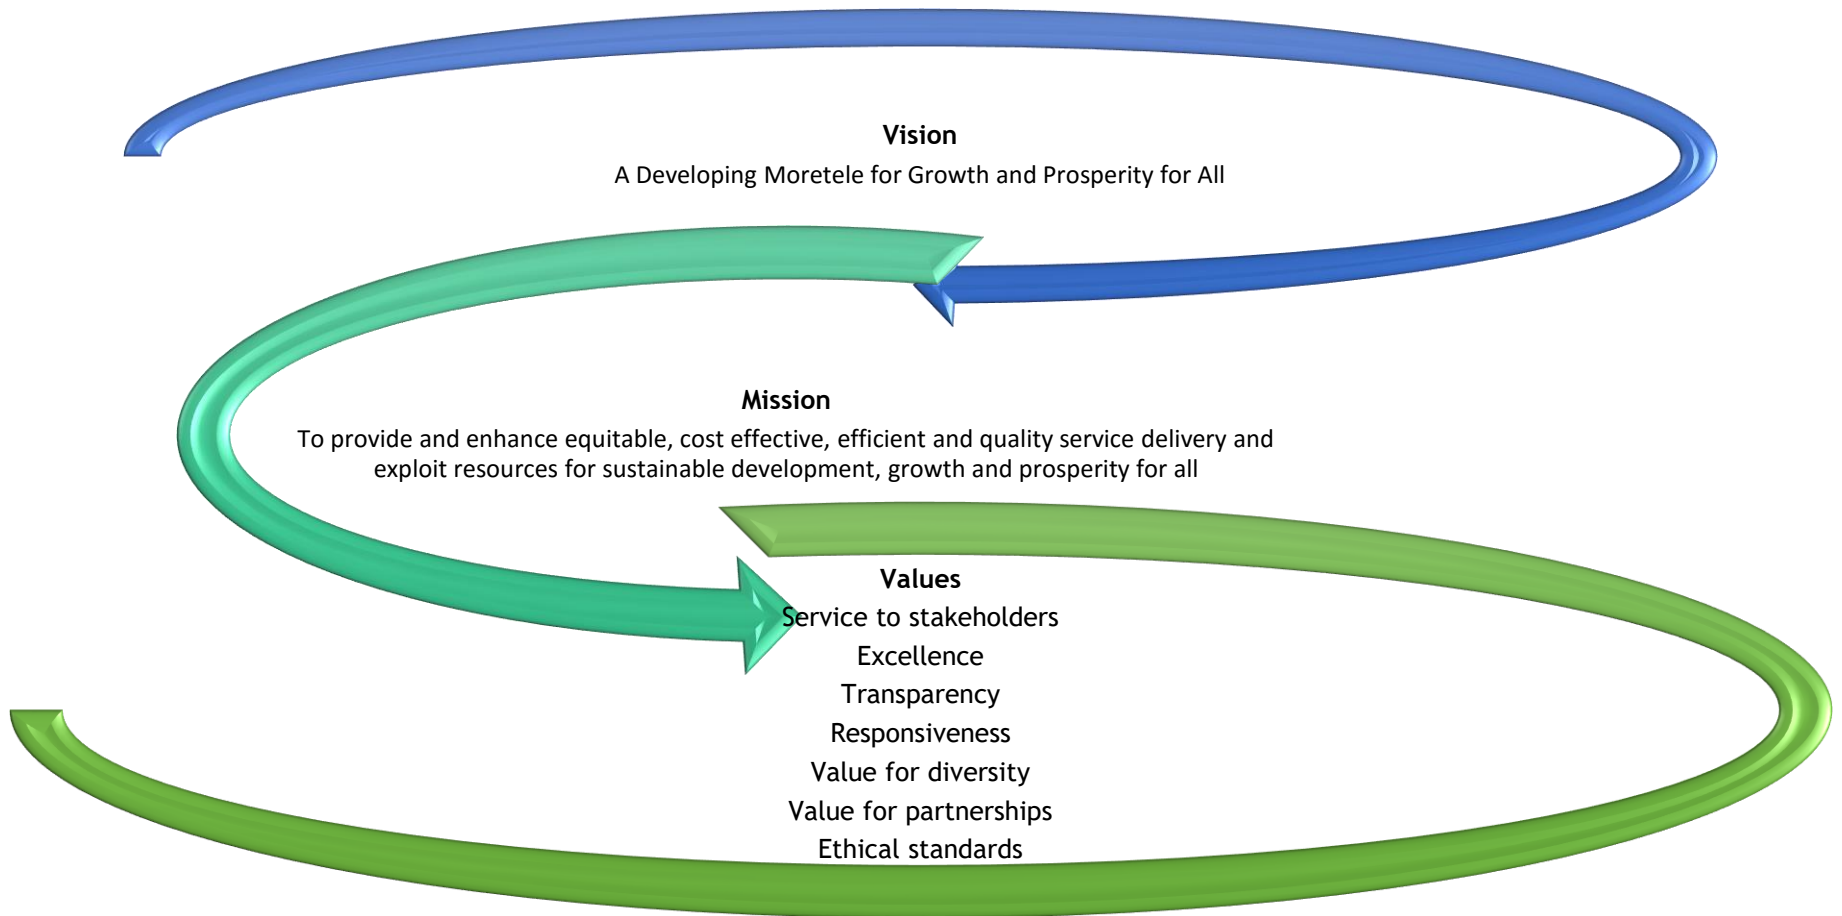 Vision
A Developing Moretele for Growth and Prosperity for All
Mission
To provide and enhance equitable, cost effective, efficient and quality service delivery and
exploit resources for sustainable development, growth and prosperity for all
Values
Service to stakeholders
Excellence
Transparency
Responsiveness
Value for diversity
Value for partnerships
Ethical standards